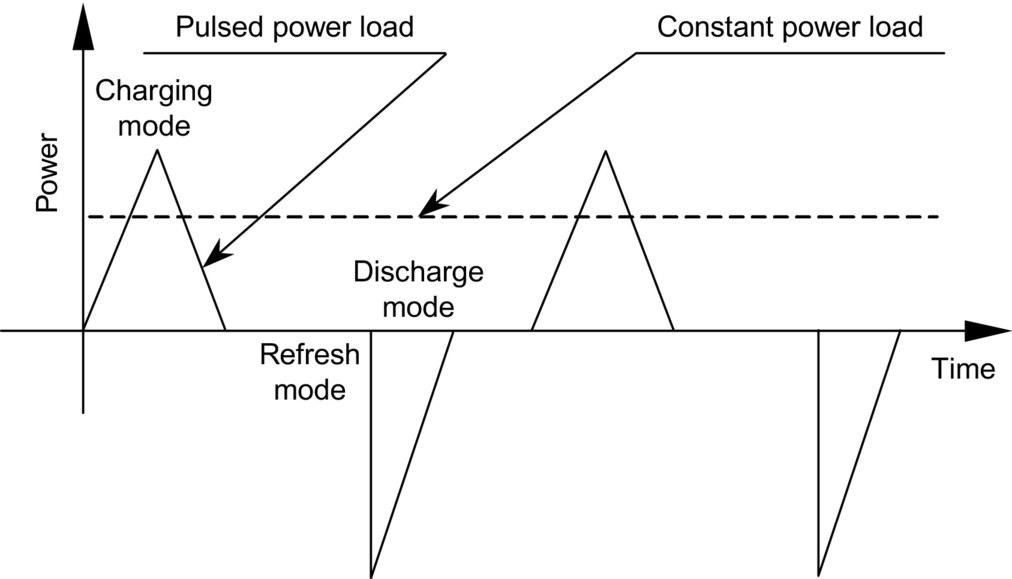 Pulsed power load
Constant power load
Charging
mode
Power
Discharge
mode
Refresh
mode
Time